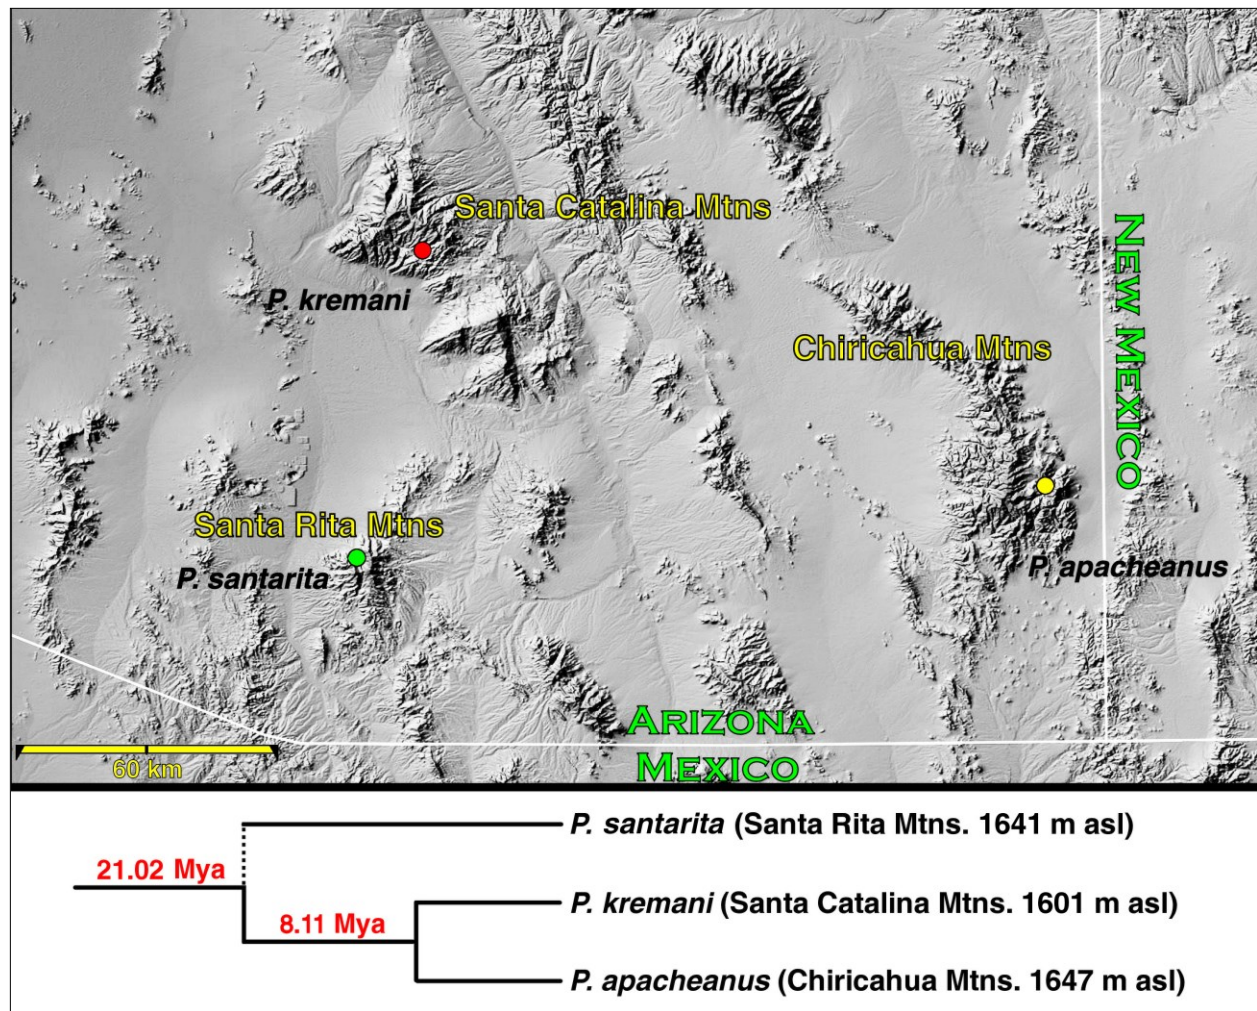 Santa Catalina Mtns
P. kremani
New Mexico
Chiricahua Mtns
Santa Rita Mtns
P. santarita
P. apacheanus
Arizona
Mexico
60 km
P. santarita (Santa Rita Mtns. 1641 m asl)
21.02 Mya
P. kremani (Santa Catalina Mtns. 1601 m asl)
8.11 Mya
P. apacheanus (Chiricahua Mtns. 1647 m asl)